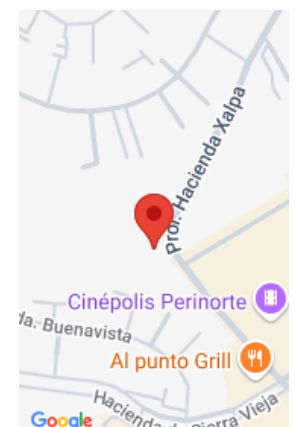 Prol. Hacienda Xalpa
Cinépolis Perinorte
da. Buenavista
Al punto Grill
Hacienda de Sierra Vieja
Google